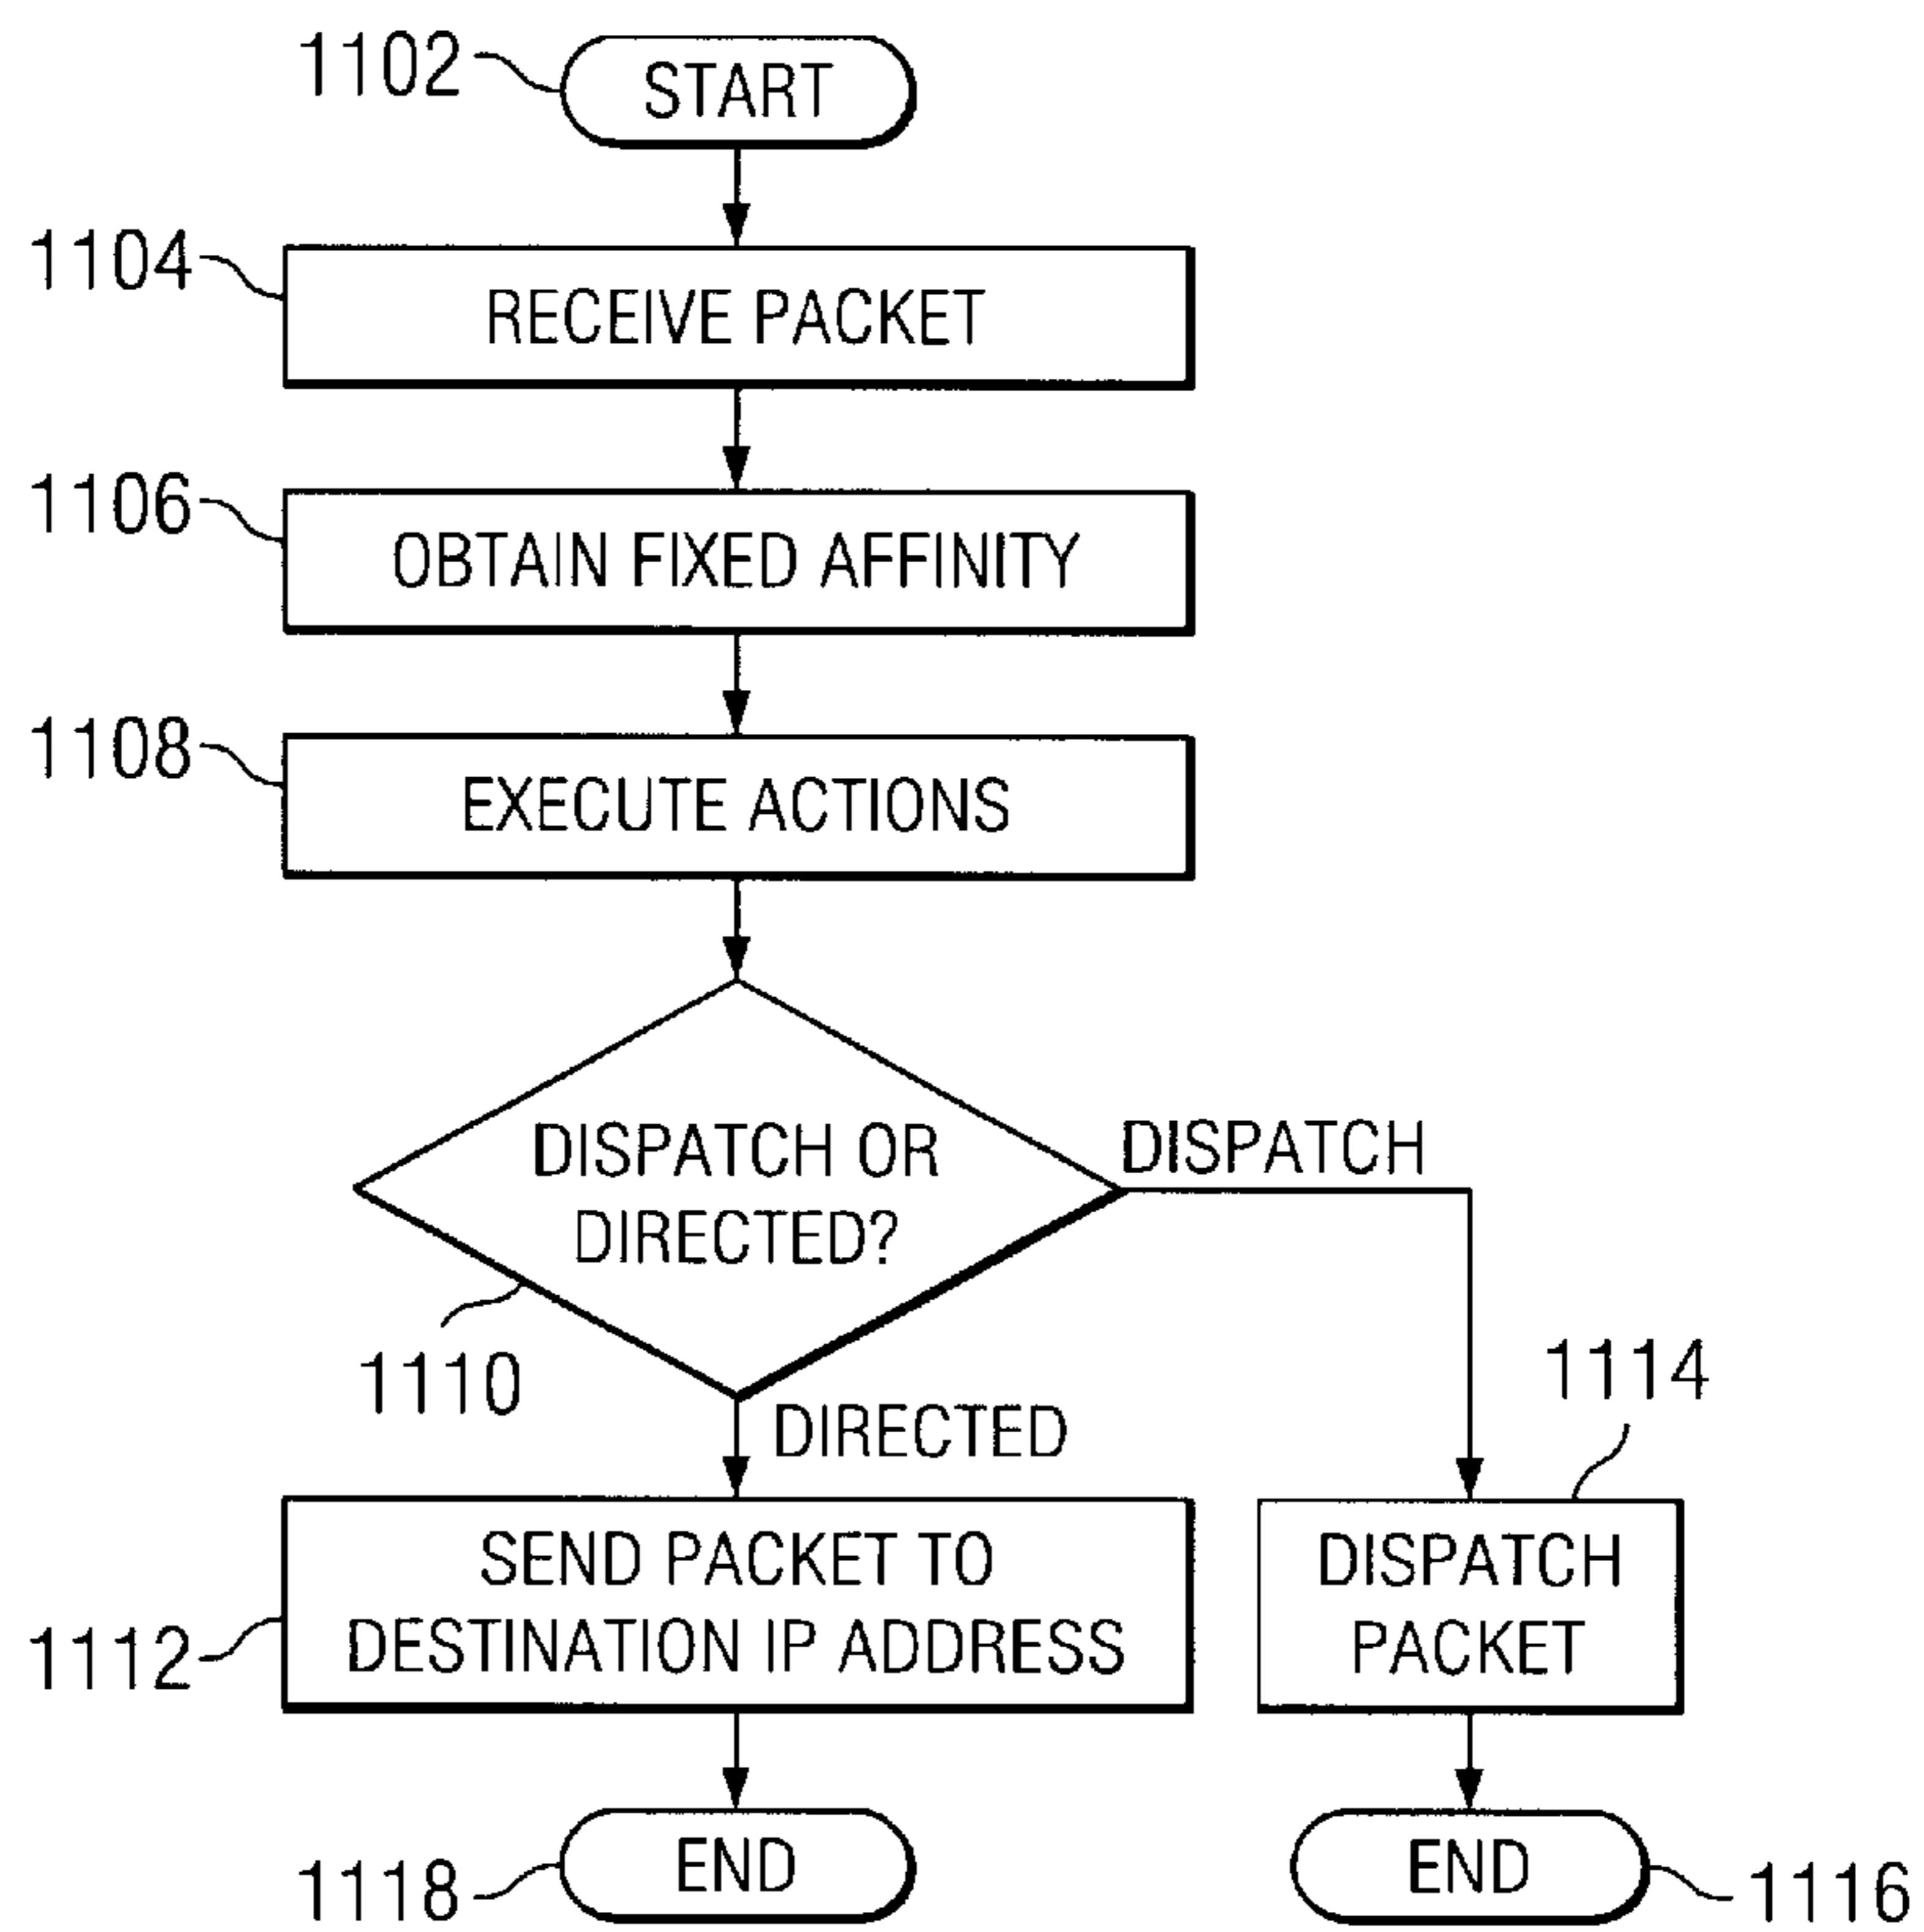 1102
START
1104
RECEIVE PACKET
1106
OBTAIN FIXED AFFINITY
1108
EXECUTE ACTIONS
DISPATCH OR
DIRECTED?
DISPATCH
1110
DIRECTED
1114
SEND PACKET TO
DESTINATION IP ADDRESS
1112
DISPATCH
PACKET
1118
END
END
1116